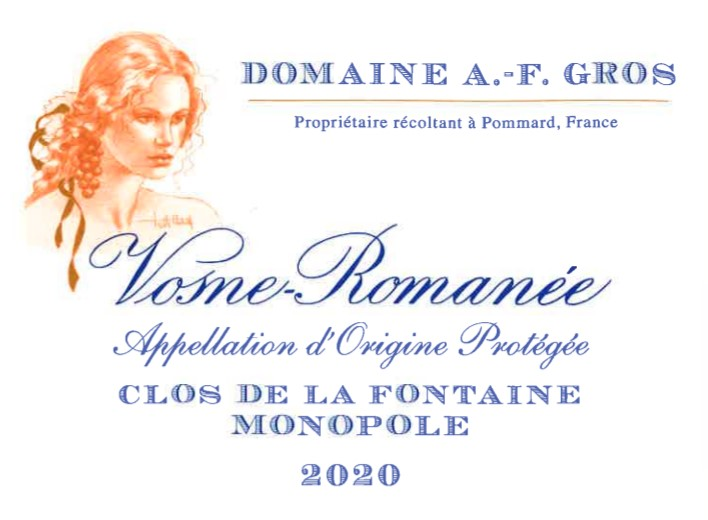 DOMAINE A.-F. GROS
Propriétaire récoltant à Pommard, France
Vosne-Romanée
Appellation d'Origine Protégée
CLOS DE LA FONTAINE
MONOPOLE
2020